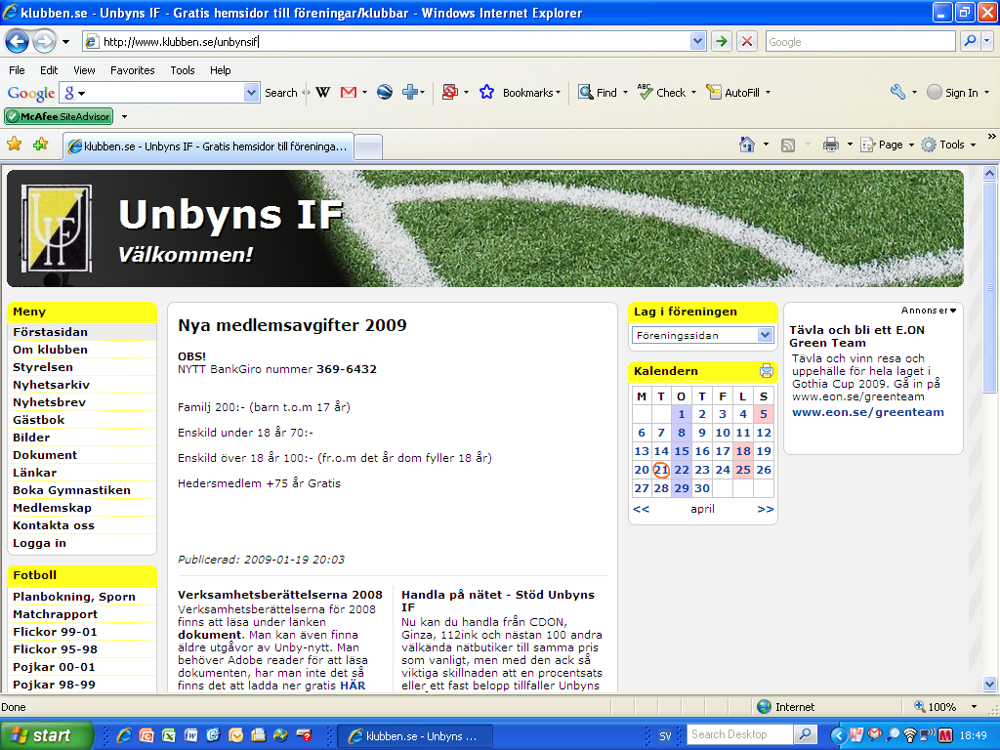 klubben.se - Unbyns IF - Gratis hemsidor till föreningar/klubbar - Windows Internet Explorer
http://www.klubben.se/unbynsif
Google
File Edit View Favorites Tools Help
Google g Search W Bookmarks Find ABC Check AutoFill Sign In
McAfee SiteAdvisor
klubben.se - Unbyns IF - Gratis hemsidor till föreninga... Page Tools »
UIF
Unbyns IF
Välkommen!
Meny
Förstasidan
Om klubben
Styrelsen
Nyhetsarkiv
Nyhetsbrev
Gästbok
Bilder
Dokument
Länkar
Boka Gymnastiken
Medlemskap
Kontakta oss
Logga in
Fotboll
Planbokning, Sporn
Matchrapport
Flickor 99-01
Flickor 95-98
Pojkar 00-01
Pojkar 98-99
Nya medlemsavgifter 2009
OBS!
NYTT BankGiro nummer 369-6432
Familj 200:- (barn t.o.m 17 år)
Enskild under 18 år 70:-
Enskild över 18 år 100:- (fr.o.m det år dom fyller 18 år)
Hedersmedlem +75 år Gratis
Publicerad: 2009-01-19 20:03
Verksamhetsberättelserna 2008
Verksamhetsberättelserna för 2008
finns att läsa under länken
dokument. Man kan även finna
äldre utgåvor av Unby-nytt. Man
behöver Adobe reader för att läsa
dokumenten, har man inte det så
finns det att ladda ner gratis HÄR
Handla på nätet - Stöd Unbyns
IF
Nu kan du handla från CDON,
Ginza, 112ink och nästan 100 andra
välkända nätbutiker till samma pris
som vanligt, men med den ack så
viktiga skillnaden att en procentsats
eller ett fast belopp tillfaller Unbyns
Lag i föreningen
Föreningssidan
Kalendern
M T O T F L S
1 2 3 4 5
6 7 8 9 10 11 12
13 14 15 16 17 18 19
20 21 22 23 24 25 26
27 28 29 30
<< april >>
Annonser
Tävla och bli ett E.ON
Green Team
Tävla och vinn resa och
uppehälle för hela laget i
Gothia Cup 2009. Gå in på
www.eon.se/greenteam
www.eon.se/greenteam
Done Internet 100%
start klubben.se - Unbyns ... SV Search Desktop 18:49